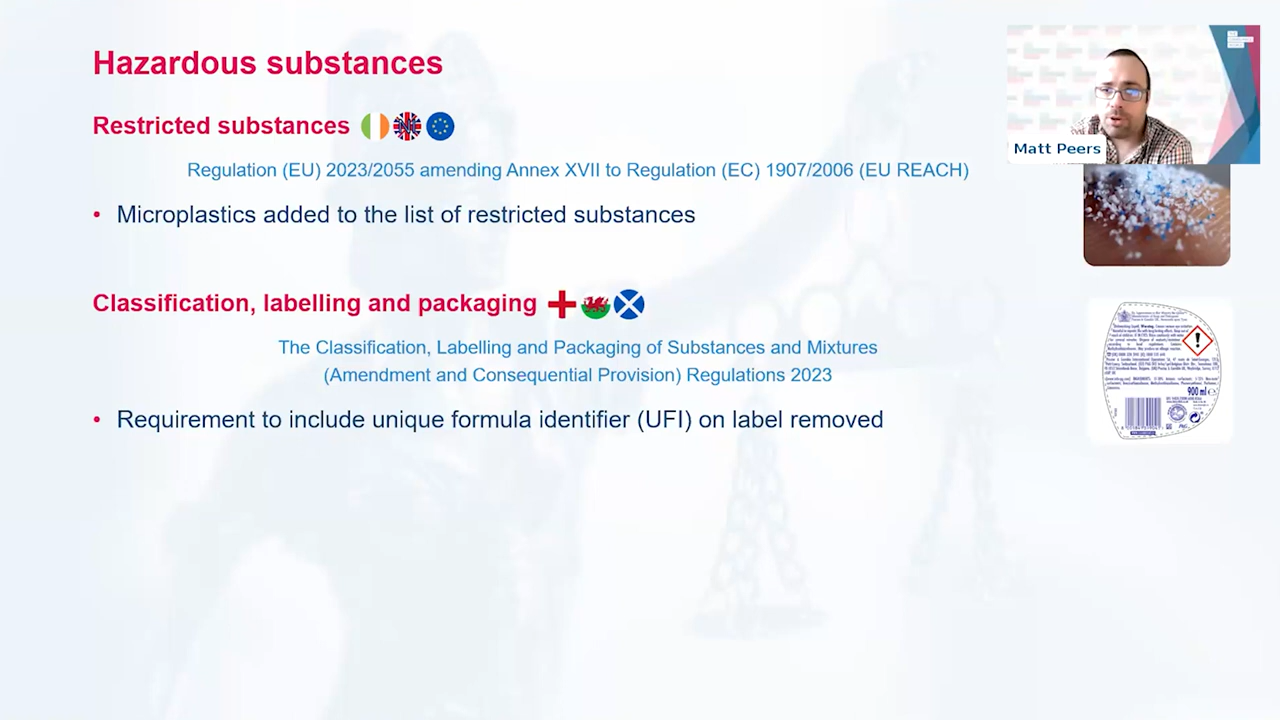 Hazardous substances
Restricted substances
NI
Regulation (EU) 2023/2055 amending Annex XVII to Regulation (EC) 1907/2006 (EU REACH)
Microplastics added to the list of restricted substances
Classification, labelling and packaging
The Classification, Labelling and Packaging of Substances and Mixtures
(Amendment and Consequential Provision) Regulations 2023
Requirement to include unique formula identifier (UFI) on label removed
Matt Peers
900 ml